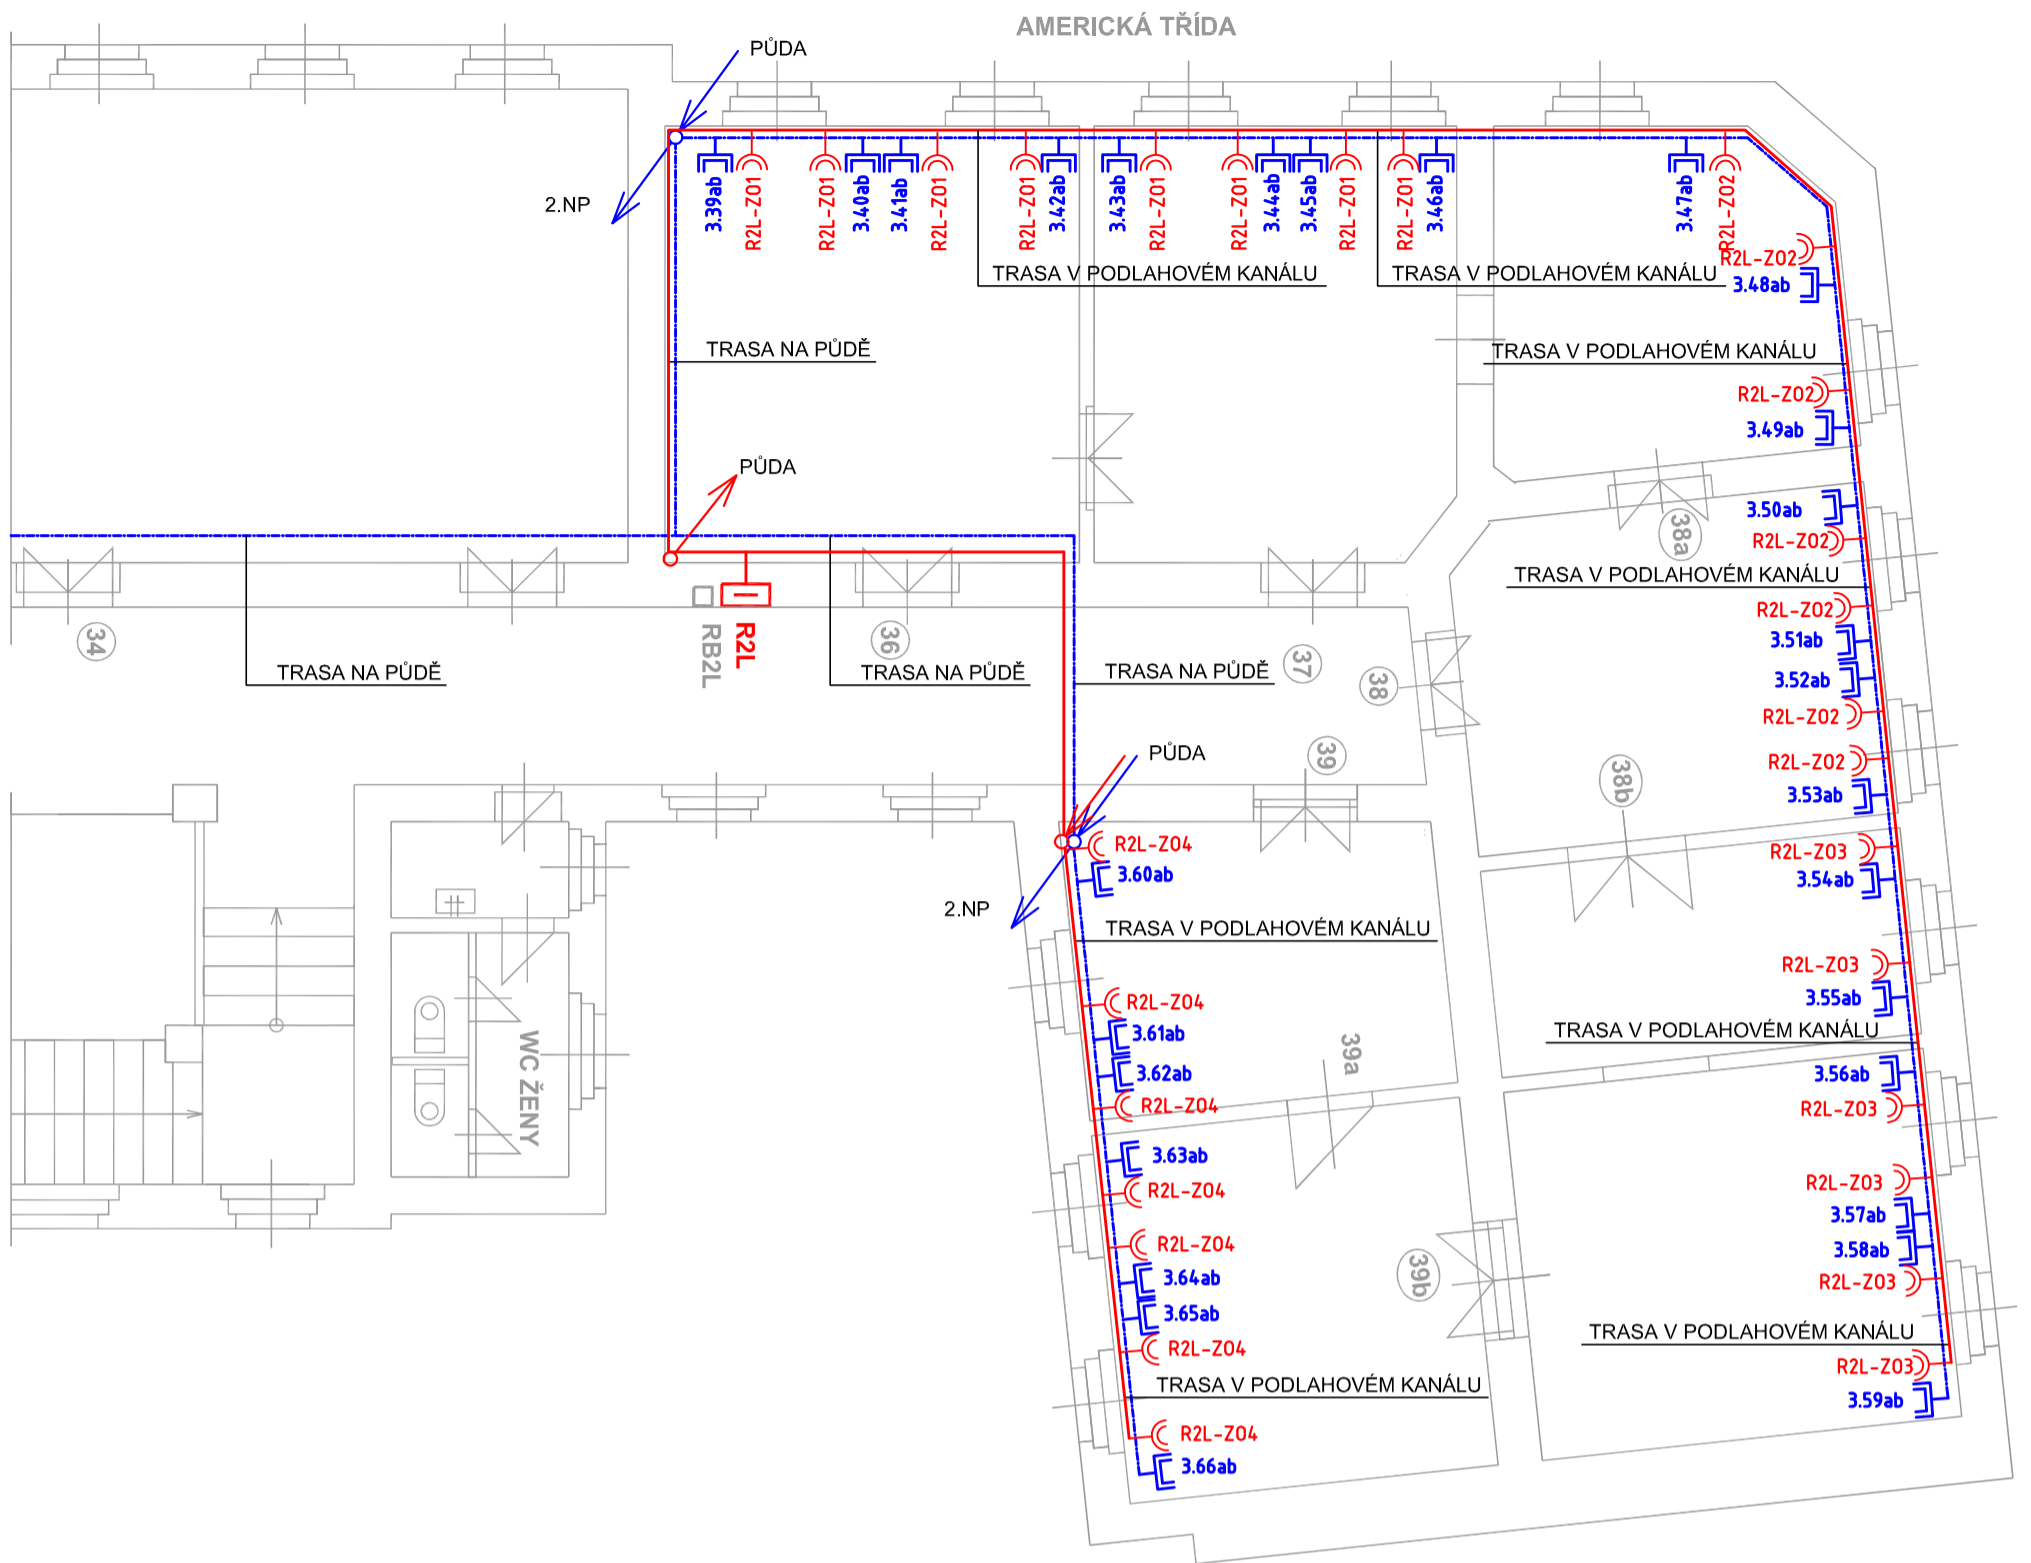 AMERICKÁ TŘÍDA
PŮDA
2.NP
3.39ab
R2L-Z01
R2L-Z01
3.40ab
3.41ab
R2L-Z01
R2L-Z01
3.42ab
3.43ab
R2L-Z01
R2L-Z01
3.44ab
3.45ab
R2L-Z01
R2L-Z01
3.46ab
3.47ab
R2L-Z02
R2L-Z02
TRASA V PODLAHOVÉM KANÁLU
TRASA V PODLAHOVÉM KANÁLU
3.48ab
TRASA NA PŮDĚ
TRASA V PODLAHOVÉM KANÁLU
R2L-Z02
3.49ab
PŮDA
3.50ab
38a
R2L-Z02
TRASA V PODLAHOVÉM KANÁLU
R2L-Z02
34
RB2L
R2L
36
37
38
3.51ab
TRASA NA PŮDĚ
TRASA NA PŮDĚ
TRASA NA PŮDĚ
3.52ab
R2L-Z02
PŮDA
39
R2L-Z02
38b
3.53ab
R2L-Z04
R2L-Z03
3.60ab
3.54ab
2.NP
TRASA V PODLAHOVÉM KANÁLU
R2L-Z03
R2L-Z04
3.55ab
3.61ab
TRASA V PODLAHOVÉM KANÁLU
WC ŽENY
39a
3.62ab
3.56ab
R2L-Z04
R2L-Z03
3.63ab
R2L-Z04
R2L-Z03
3.57ab
R2L-Z04
3.58ab
3.64ab
39b
R2L-Z03
3.65ab
TRASA V PODLAHOVÉM KANÁLU
R2L-Z04
R2L-Z03
TRASA V PODLAHOVÉM KANÁLU
3.59ab
R2L-Z04
3.66ab